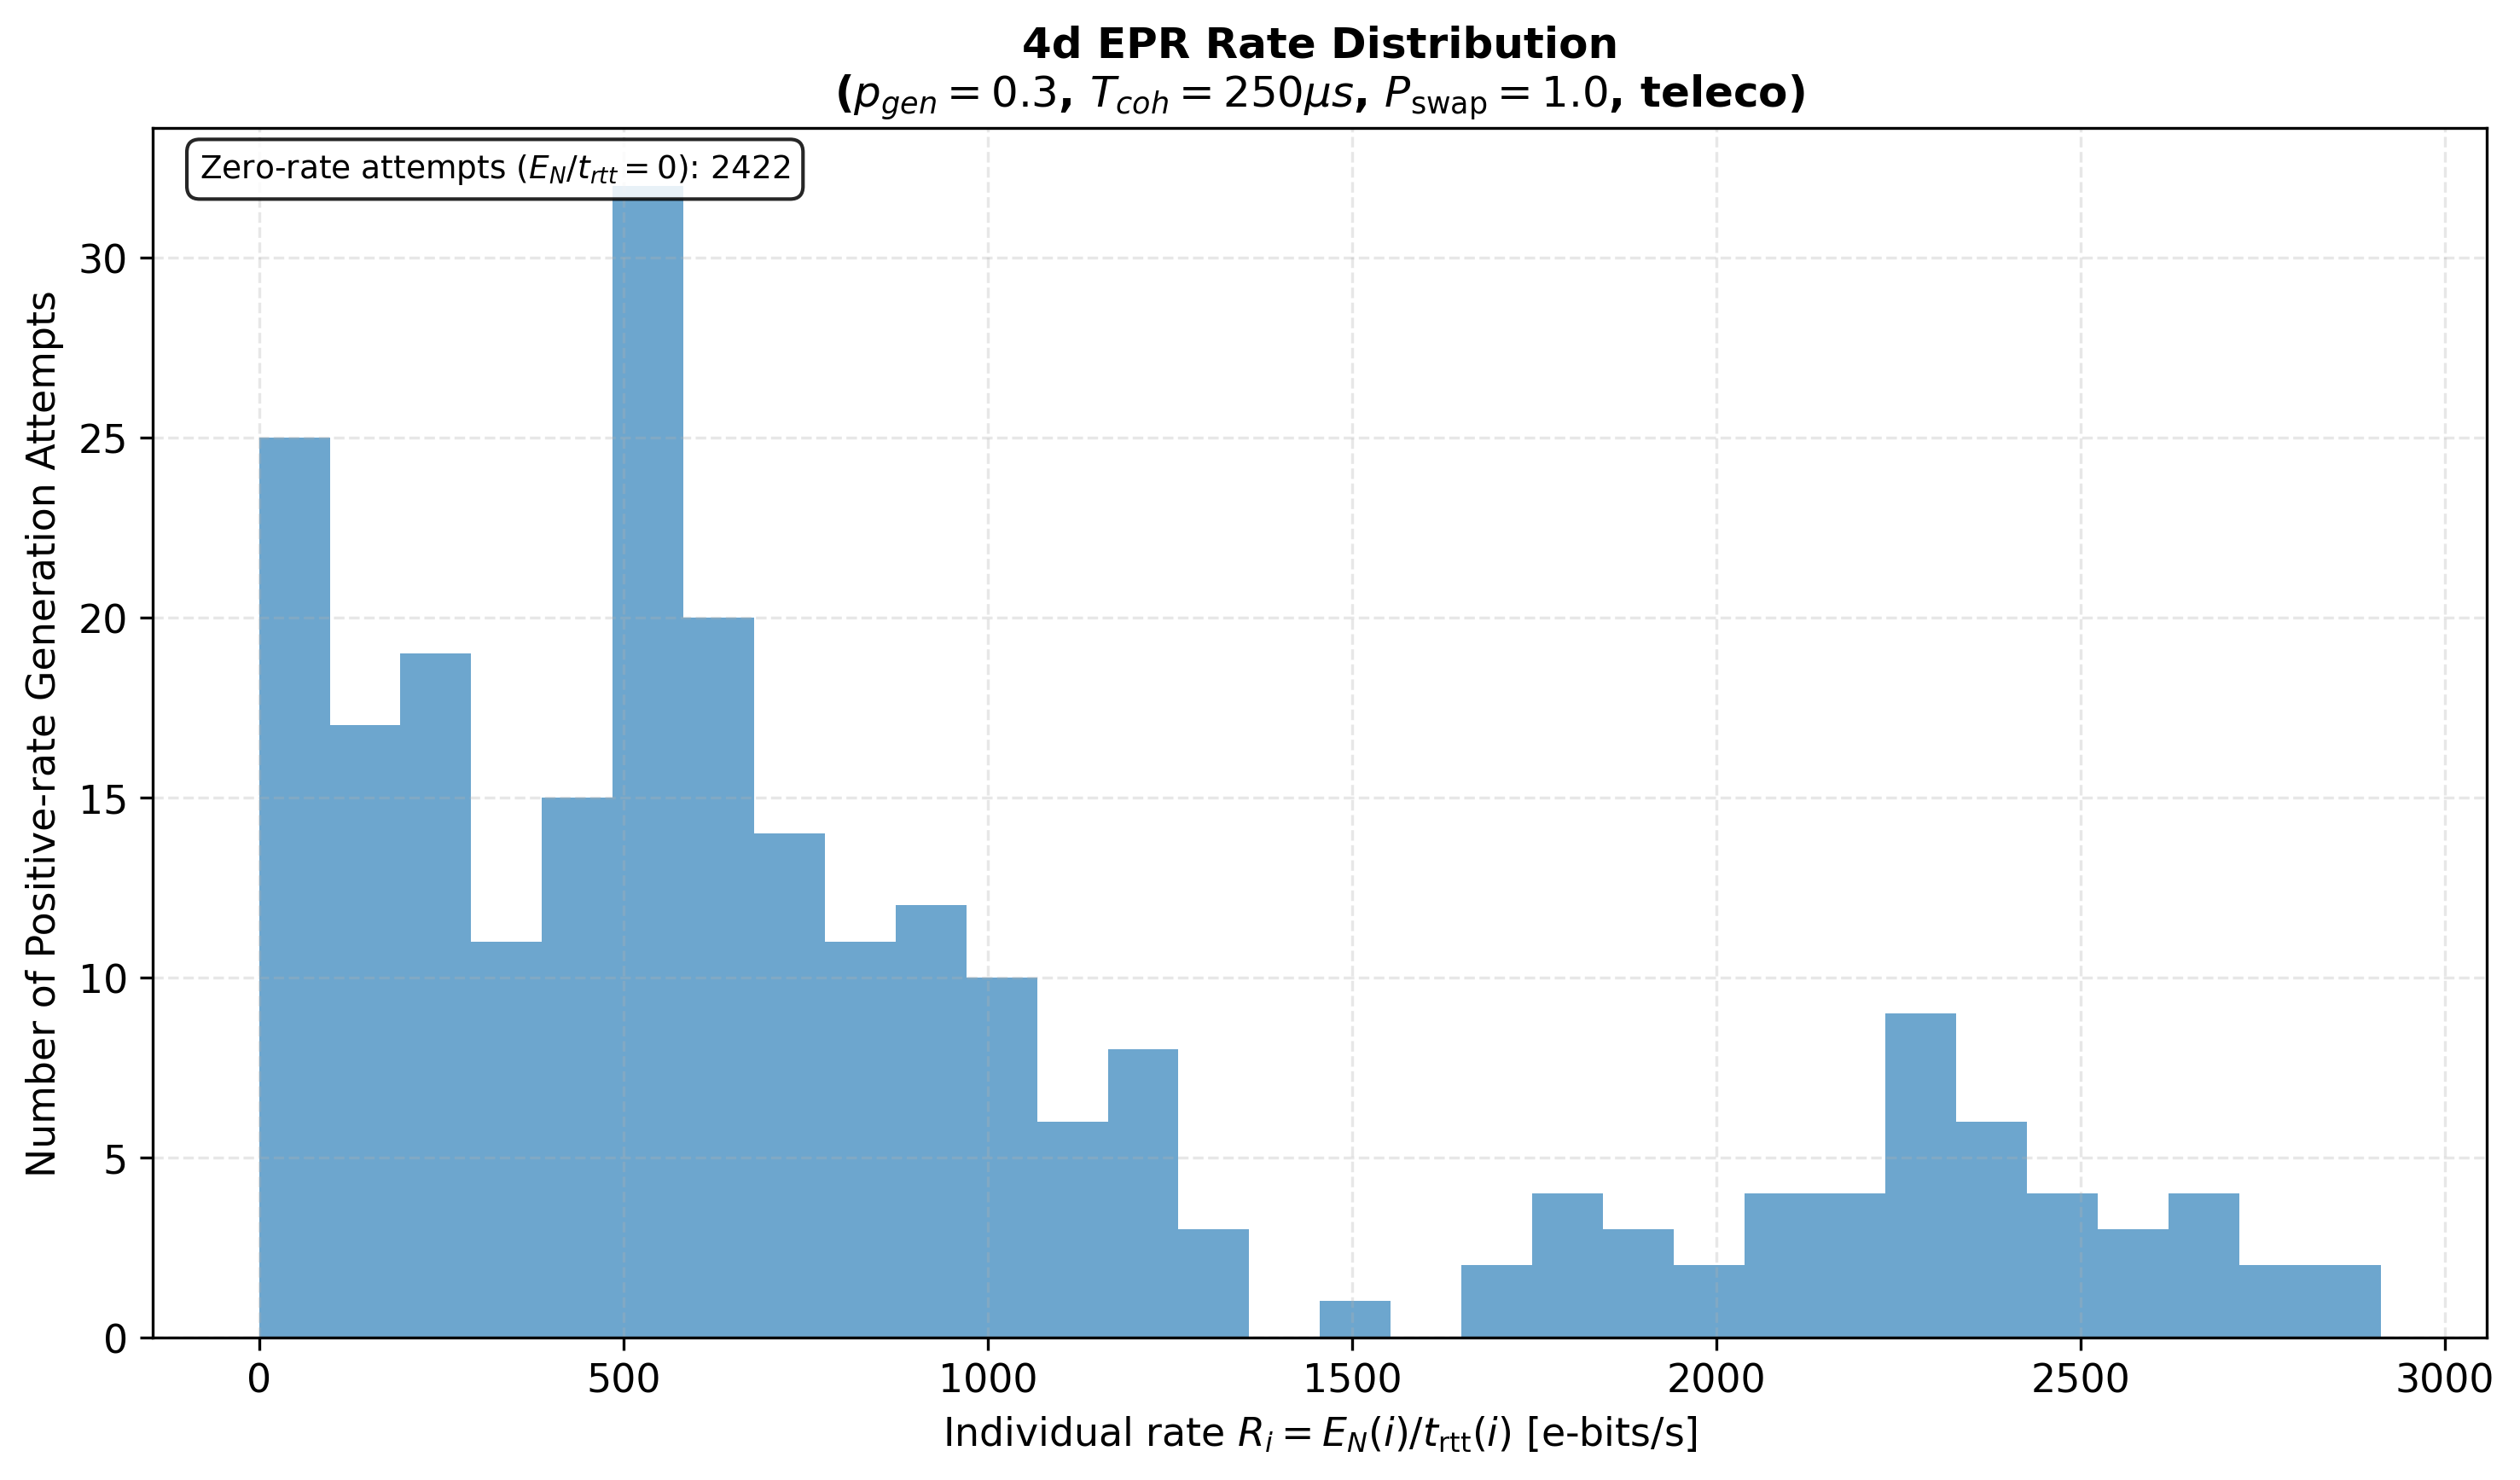 4d EPR Rate Distribution
(p_gen = 0.3, T_coh = 250μs, P_swap = 1.0, teleco)
Zero-rate attempts (E_N/t_rtt = 0): 2422
Number of Positive-rate Generation Attempts
30
25
20
15
10
5
0
0 500 1000 1500 2000 2500 3000
Individual rate R_i = E_N(i)/t_rtt(i) [e-bits/s]